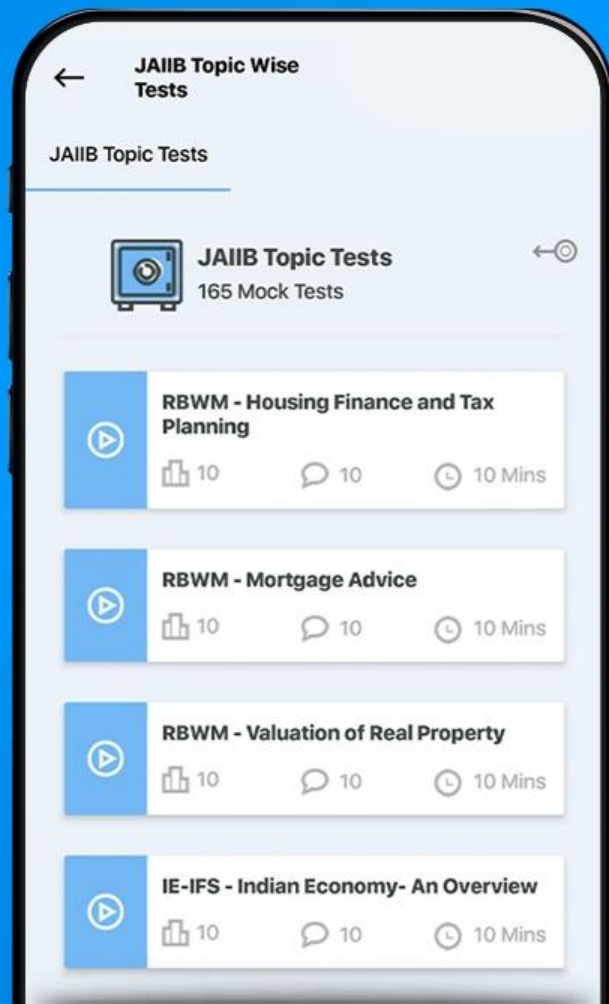 JAIIB Topic Wise
Tests
JAIIB Topic Tests
JAIIB Topic Tests
165 Mock Tests
RBWM - Housing Finance and Tax
Planning
10 10 10 Mins
RBWM - Mortgage Advice
10 10 10 Mins
RBWM - Valuation of Real Property
10 10 10 Mins
IE-IFS - Indian Economy- An Overview
10 10 10 Mins